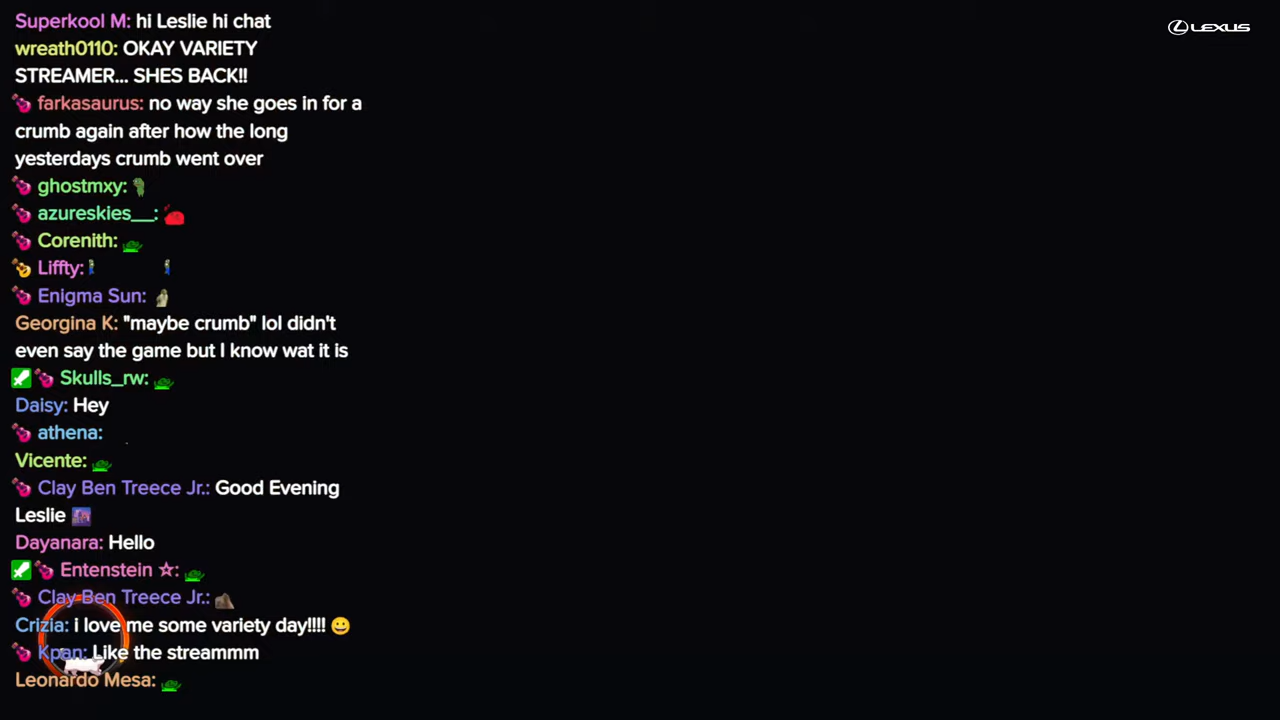 Superkool M: hi Leslie hi chat
LEXUS
wreath0110: OKAY VARIETY
STREAMER... SHES BACK!!
farkasaurus: no way she goes in for a
crumb again after how the long
yesterdays crumb went over
ghostmxy:
azureskies__:
Corenith:
Liffty:
Enigma Sun:
Georgina K: "maybe crumb" lol didn't
even say the game but I know wat it is
Skulls_rw:
Daisy: Hey
athena:
Vicente:
Clay Ben Treece Jr.: Good Evening
Leslie
Dayanara: Hello
Entenstein ☆:
Clay Ben Treece Jr.:
Crizia: i love me some variety day!!!! 😀
Kpan: Like the streammm
Leonardo Mesa: